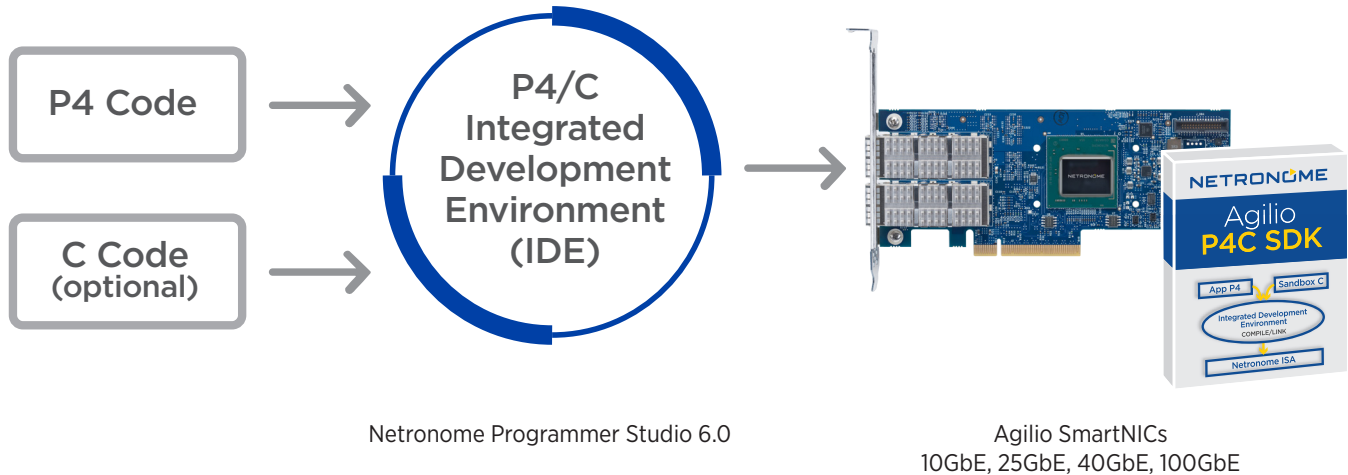 P4 Code
C Code
(optional)
P4/C
Integrated
Development
Environment
(IDE)
NETRONOME
NETRONOME
Agilio
P4C SDK
App P4
Sandbox C
Integrated Development
Environment
COMPILE/LINK
Netronome ISA
Netronome Programmer Studio 6.0
Agilio SmartNICs
10GbE, 25GbE, 40GbE, 100GbE